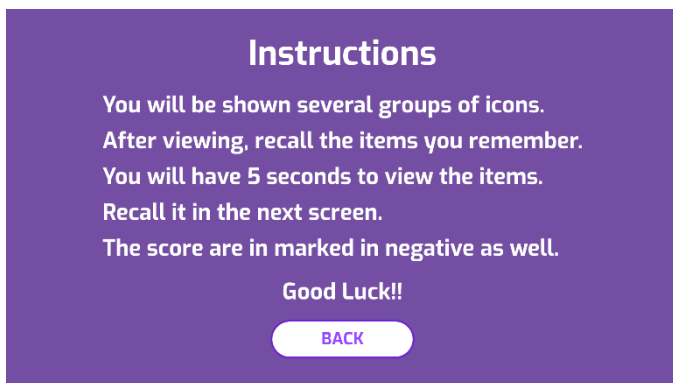 Instructions
You will be shown several groups of icons.
After viewing, recall the items you remember.
You will have 5 seconds to view the items.
Recall it in the next screen.
The score are in marked in negative as well.
Good Luck!!
BACK